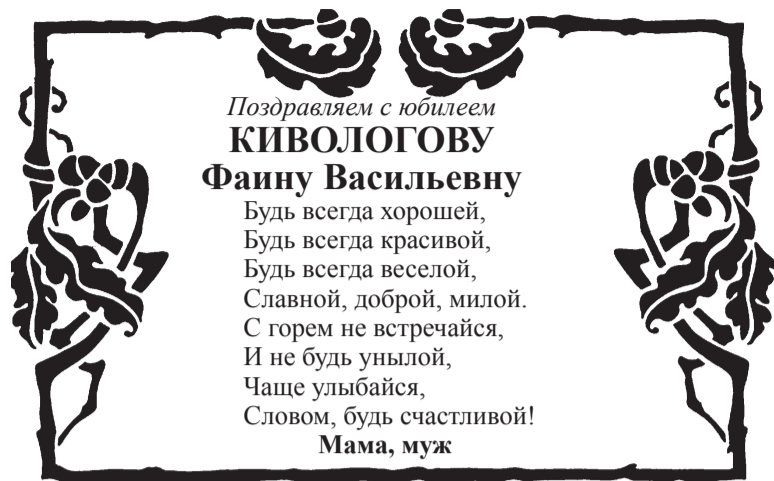 Поздравляем с юбилеем
КИВОЛОГОВУ
Фаину Васильевну
Будь всегда хорошей,
Будь всегда красивой,
Будь всегда веселой,
Славной, доброй, милой.
С горем не встречайся,
И не будь унылой,
Чаще улыбайся,
Словом, будь счастливой!
Мама, муж